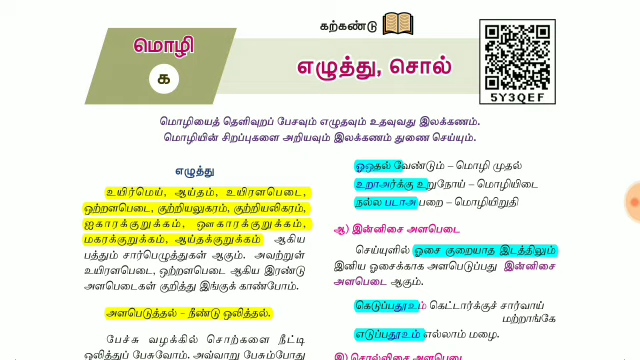 கற்கண்டு
மொழி
௧
எழுத்து, சொல்
5Y3QEF
மொழியைத் தெளிவுறப் பேசவும் எழுதவும் உதவுவது இலக்கணம்.
மொழியின் சிறப்புகளை அறியவும் இலக்கணம் துணை செய்யும்.
எழுத்து
உயிர்மெய், ஆய்தம், உயிரளபெடை,
ஒற்றளபெடை, குற்றியலுகரம், குற்றியலிகரம்,
ஐகாரக்குறுக்கம், ஔகாரக்குறுக்கம்,
மகரக்குறுக்கம், ஆய்தக்குறுக்கம் ஆகிய
பத்தும் சார்பெழுத்துகள் ஆகும். அவற்றுள்
உயிரளபெடை, ஒற்றளபெடை ஆகிய இரண்டு
அளபெடைகள் குறித்து இங்குக் காண்போம்.
அளபெடுத்தல் - நீண்டு ஒலித்தல்.
பேச்சு வழக்கில் சொற்களை நீட்டி
ஒலித்துப் பேசுவோம். அவ்வாறு பேசும்போது
ஓஒதல் வேண்டும் – மொழி முதல்
உறாஅர்க்கு உறுநோய் – மொழியிடை
நல்ல படாஅ பறை – மொழியிறுதி
ஆ) இன்னிசை அளபெடை
செய்யுளில் ஓசை குறையாத இடத்திலும்
இனிய ஓசைக்காக அளபெடுப்பது இன்னிசை
அளபெடை ஆகும்.
கெடுப்பதூஉம் கெட்டார்க்குச் சார்வாய்
மற்றாங்கே
எடுப்பதூஉம் எல்லாம் மழை.
இ) சொல்லிசை அளபெடை